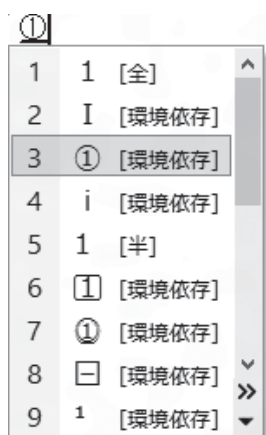 ①
1 1 [全]
2 Ⅰ [環境依存]
3 ① [環境依存]
4 ⅰ [環境依存]
5 1 [半]
6 1️ [環境依存]
7 ① [環境依存]
8 ㊀ [環境依存]
9 ¹ [環境依存]